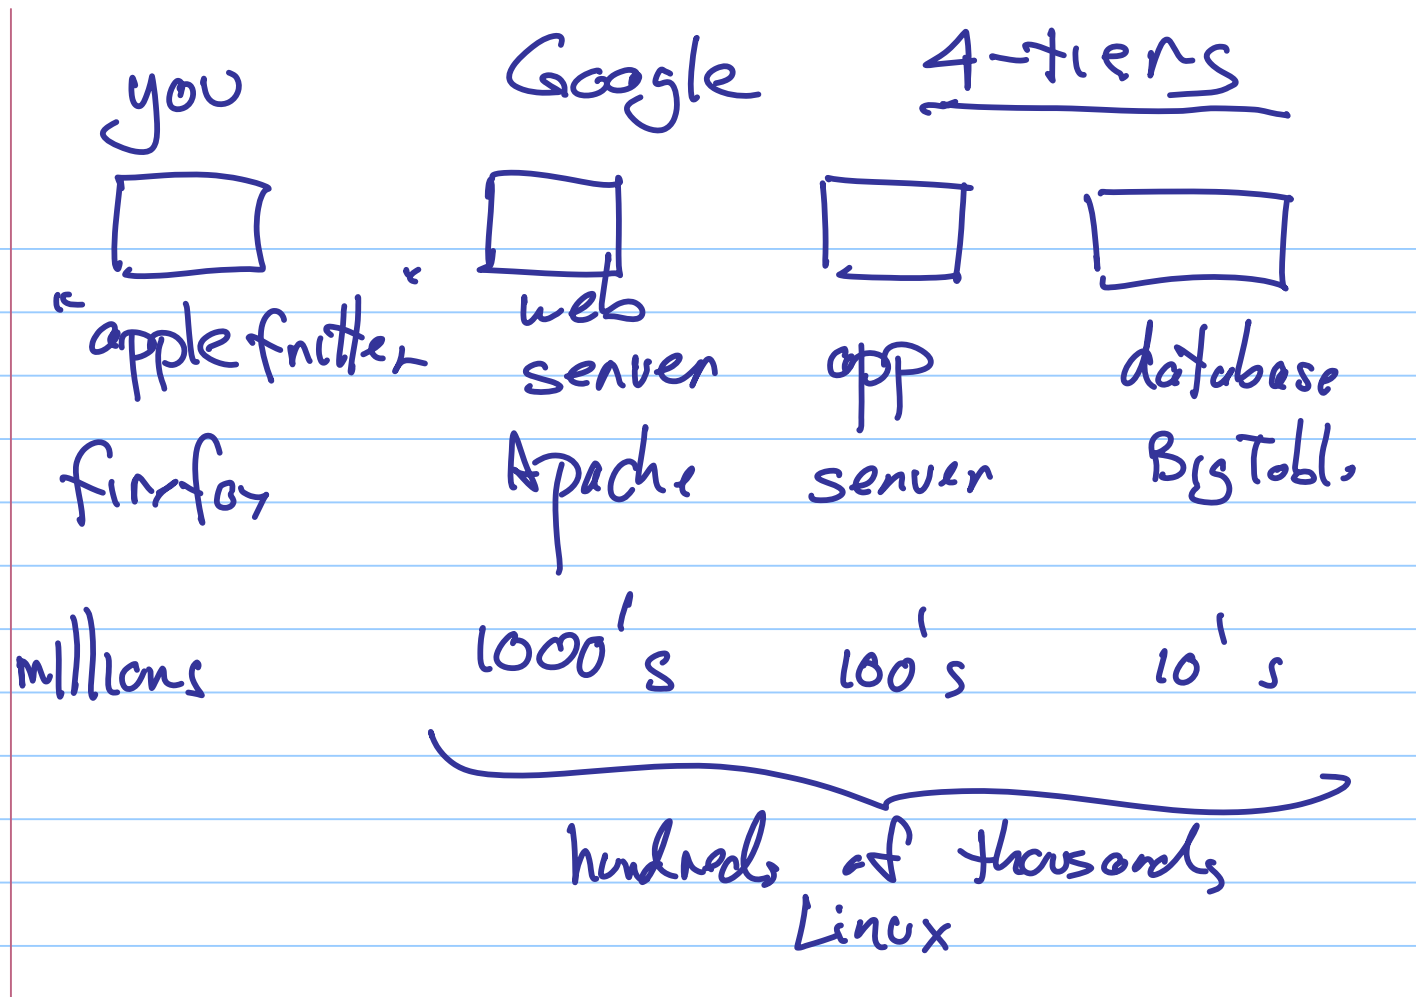 you Google 4-tiers
"apple fritter" web server app server database
firefox Apache BigTable
millions 1000's 100's 10's
hundreds of thousands
Linux